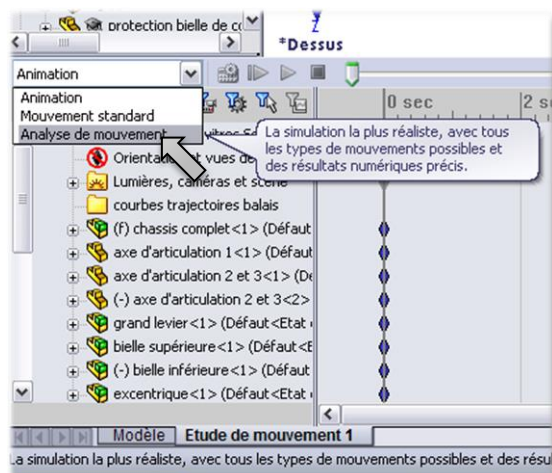 protection bielle de co
*Dessus
Animation
Animation
Mouvement standard
Analyse de mouvement
0 sec
2 s
La simulation la plus réaliste, avec tous
les types de mouvements possibles et
des résultats numériques précis.
Lumières, caméras et scène
courbes trajectoires balais
(f) chassis complet<1> (Défaut
axe d'articulation 1<1> (Défaut
axe d'articulation 2 et 3<1> (De
(-) axe d'articulation 2 et 3<2>
grand levier<1> (Défaut<Etat
bielle supérieure<1> (Défaut<E
(-) bielle inférieure<1> (Défaut
excentrique<1> (Défaut<Etat
Modèle
Etude de mouvement 1
La simulation la plus réaliste, avec tous les types de mouvements possibles et des résu